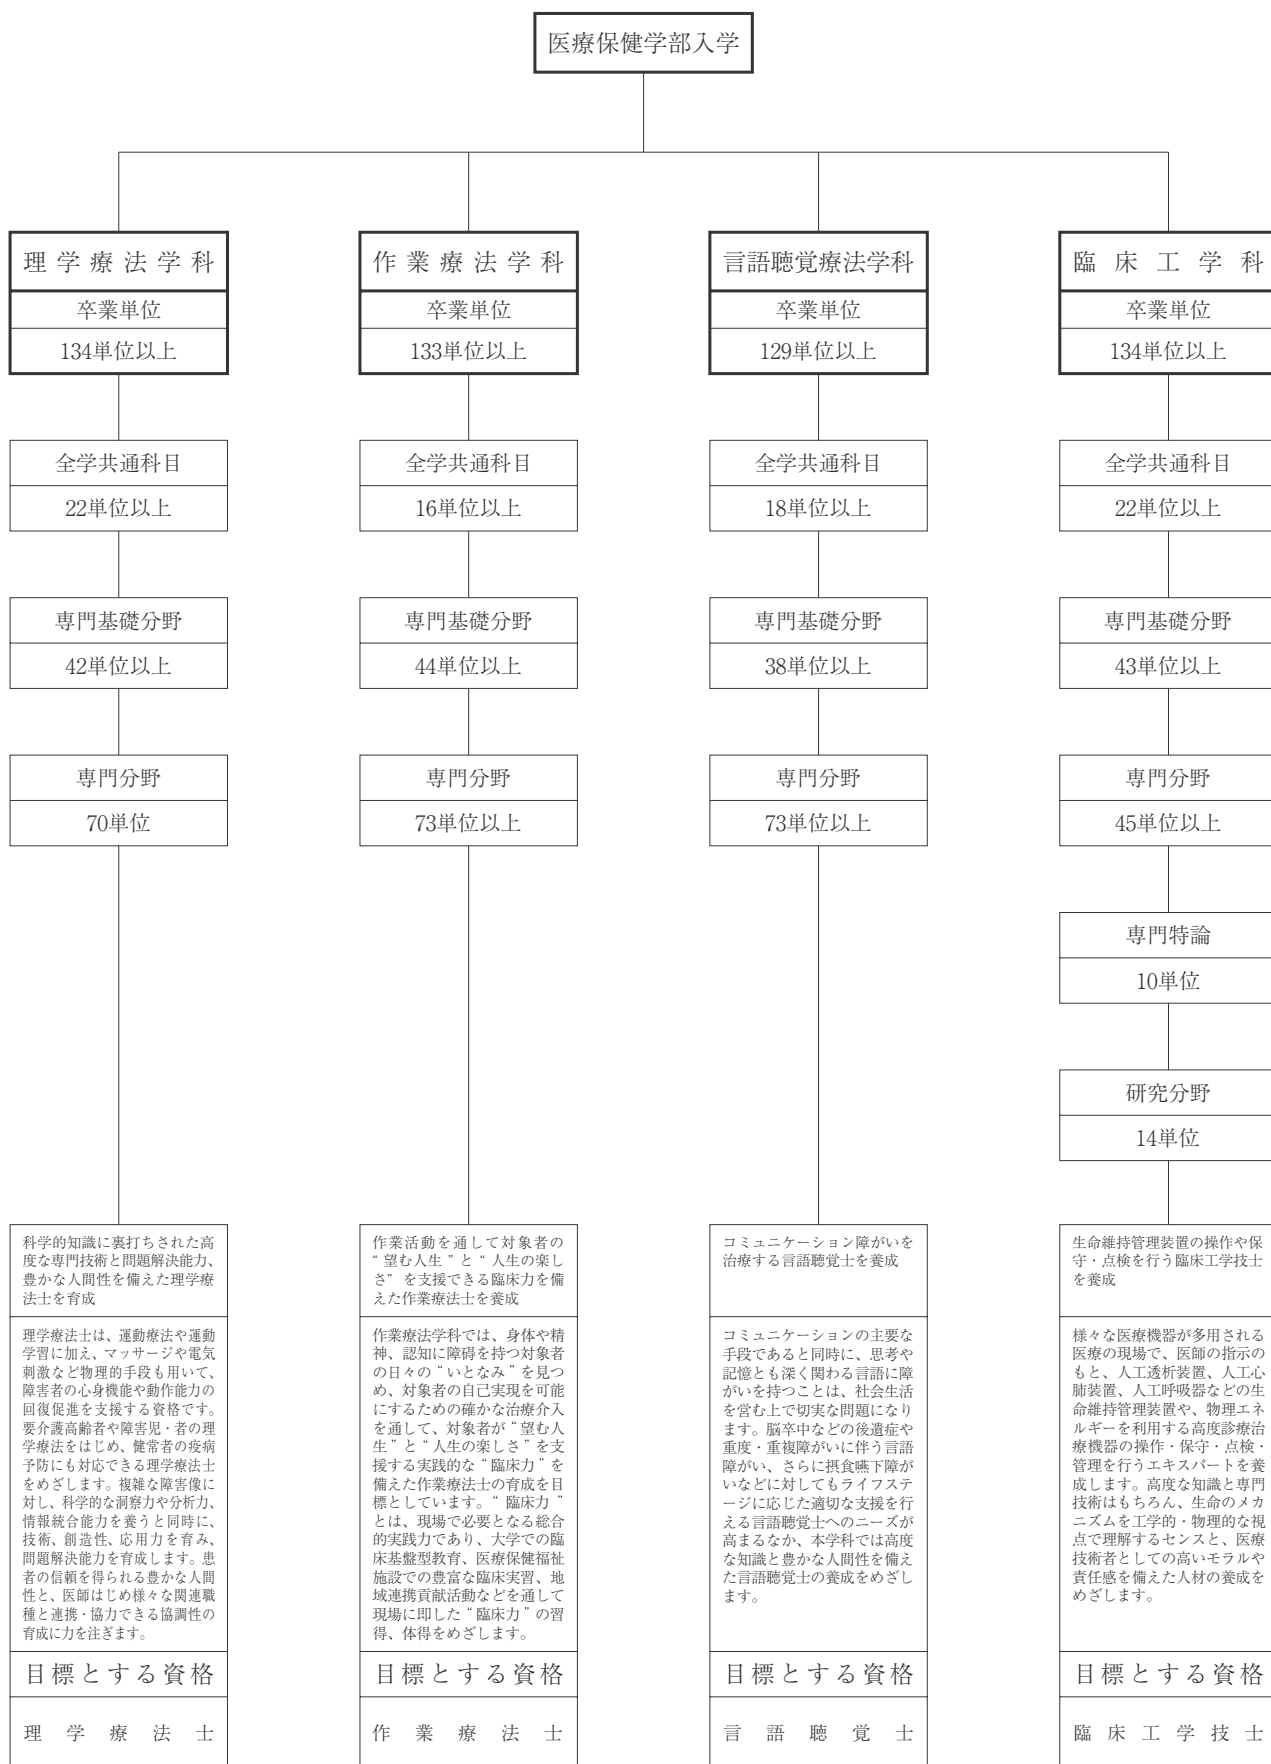 医療保健学部入学
理学療法学科
卒業単位
134単位以上
全学共通科目
22単位以上
専門基礎分野
42単位以上
専門分野
70単位
科学的知識に裏打ちされた高
度な専門技術と問題解決能力、
豊かな人間性を備えた理学療
法士を育成
理学療法士は、運動療法や運動
学習に加え、マッサージや電気
刺激など物理的手段も用いて、
障害者の心身機能や動作能力の
回復促進を支援する資格です。
要介護高齢者や障害児・者の理
学療法をはじめ、健常者の疫病
予防にも対応できる理学療法士
をめざします。複雑な障害像に
対し、科学的な洞察力や分析力、
情報統合能力を養うと同時に、
技術、創造性、応用力を育み、
問題解決能力を育成します。患
者の信頼を得られる豊かな人間
性と、医師はじめ様々な関連職
種と連携・協力できる協調性の
育成に力を注ぎます。
目標とする資格
理学療法士
作業療法学科
卒業単位
133単位以上
全学共通科目
16単位以上
専門基礎分野
44単位以上
専門分野
73単位以上
作業活動を通して対象者の
“望む人生”と“人生の楽し
さ”を支援できる臨床力を備
えた作業療法士を養成
作業療法学科では、身体や精
神、認知に障碍を持つ対象者
の日々の“いとなみ”を見つ
め、対象者の自己実現を可能
にするための確かな治療介入
を通して、対象者が“望む人
生”と“人生の楽しさ”を支
援する実践的な“臨床力”を
備えた作業療法士の育成を目
標としています。“臨床力”
とは、現場で必要となる総合
的実践力であり、大学での臨
床基盤型教育、医療保健福祉
施設での豊富な臨床実習、地
域連携貢献活動などを通して
現場に即した“臨床力”の習
得、体得をめざします。
目標とする資格
作業療法士
言語聴覚療法学科
卒業単位
129単位以上
全学共通科目
18単位以上
専門基礎分野
38単位以上
専門分野
73単位以上
コミュニケーション障がいを
治療する言語聴覚士を養成
コミュニケーションの主要な
手段であると同時に、思考や
記憶とも深く関わる言語に障
がいを持つことは、社会生活
を営む上で切実な問題になり
ます。脳卒中などの後遺症や
重度・重複障がいに伴う言語
障がい、さらに摂食嚥下障が
いなどに対してもライフステ
ージに応じた適切な支援を行
える言語聴覚士へのニーズが
高まるなか、本学科では高度
な知識と豊かな人間性を備え
た言語聴覚士の養成をめざし
ます。
目標とする資格
言語聴覚士
臨床工学科
卒業単位
134単位以上
全学共通科目
22単位以上
専門基礎分野
43単位以上
専門分野
45単位以上
専門特論
10単位
研究分野
14単位
生命維持管理装置の操作や保
守・点検を行う臨床工学技士
を養成
様々な医療機器が多用される
医療の現場で、医師の指示の
もと、人工透析装置、人工心
肺装置、人工呼吸器などの生
命維持管理装置や、物理エネ
ルギーを利用する高度診療治
療機器の操作・保守・点検・
管理を行うエキスパートを養
成します。高度な知識と専門
技術はもちろん、生命のメカ
ニズムを工学的・物理的な視
点で理解するセンスと、医療
技術者としての高いモラルや
責任感を備えた人材の養成を
めざします。
目標とする資格
臨床工学技士